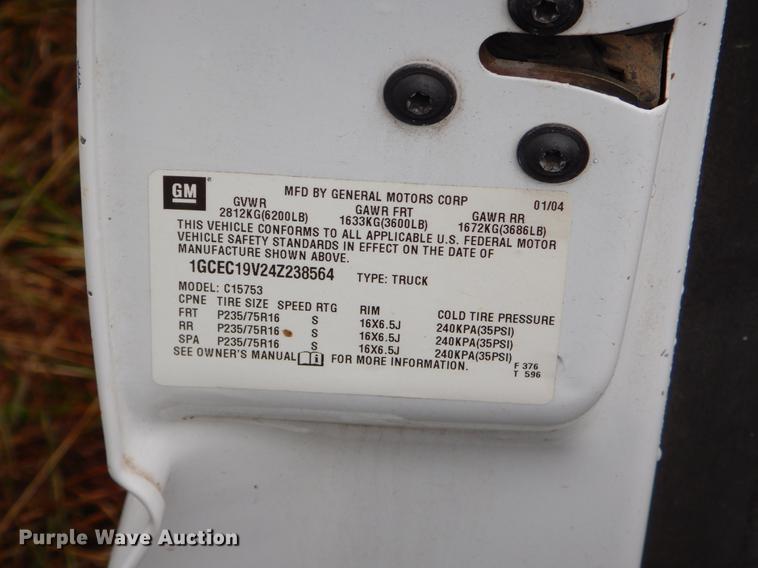 GM ®
MFD BY GENERAL MOTORS CORP 01/04
GVWR GAWR FRT GAWR RR
2812KG(6200LB) 1633KG(3600LB) 1672KG(3686LB)
THIS VEHICLE CONFORMS TO ALL APPLICABLE U.S. FEDERAL MOTOR
VEHICLE SAFETY STANDARDS IN EFFECT ON THE DATE OF
MANUFACTURE SHOWN ABOVE.
1GCEC19V24Z238564 TYPE: TRUCK
MODEL: C15753
CPNE TIRE SIZE SPEED RTG RIM COLD TIRE PRESSURE
FRT P235/75R16 S 16X6.5J 240KPA(35PSI)
RR P235/75R16 S 16X6.5J 240KPA(35PSI)
SPA P235/75R16 S 16X6.5J 240KPA(35PSI)
SEE OWNER'S MANUAL i FOR MORE INFORMATION.
F 376
T 596
Purple Wave Auction